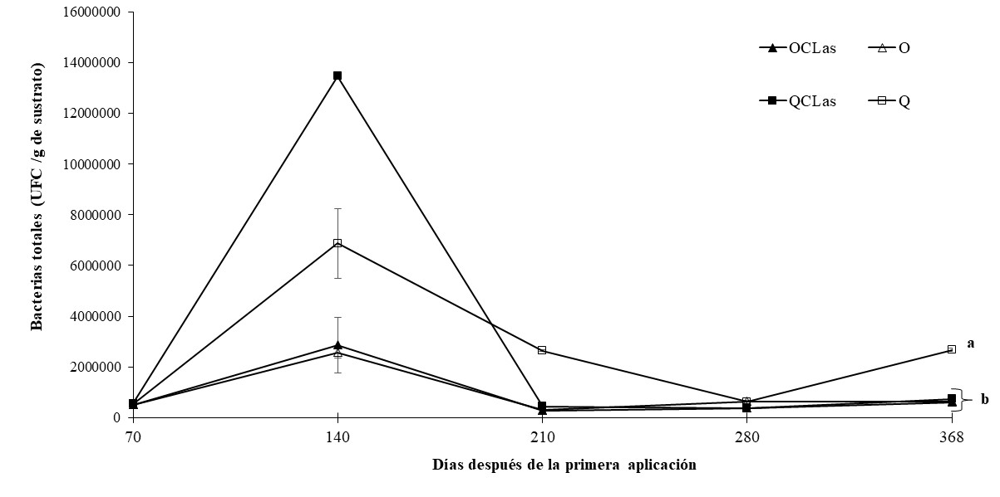 16000000
14000000
12000000
10000000
8000000
6000000
4000000
2000000
0
Bacterias totales (UFC /g de sustrato)
OCLas O
QCLas Q
a
b
70 140 210 280 368
Días después de la primera aplicación